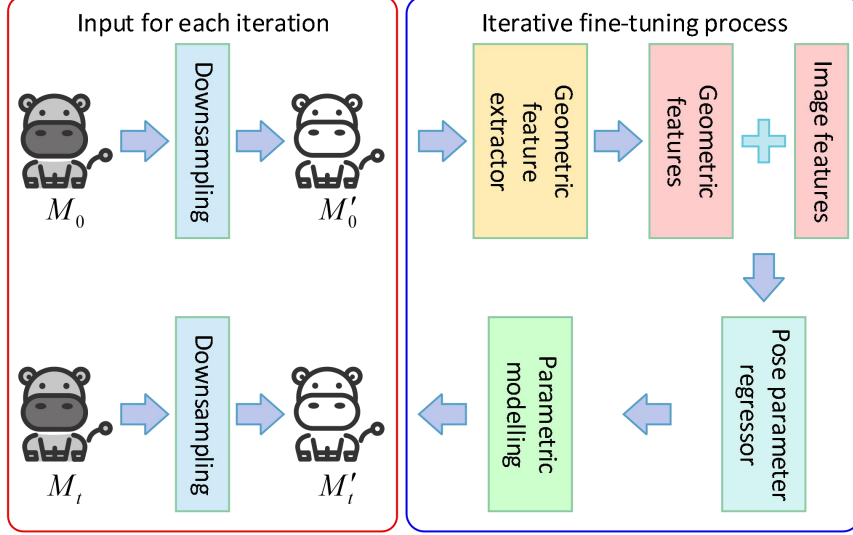 Input for each iteration
Iterative fine-tuning process
Downsampling
Geometric
feature
extractor
Geometric
features
Image features
M₀
M′₀
Downsampling
Parametric
modelling
Pose parameter
regressor
Mₜ
M′ₜ